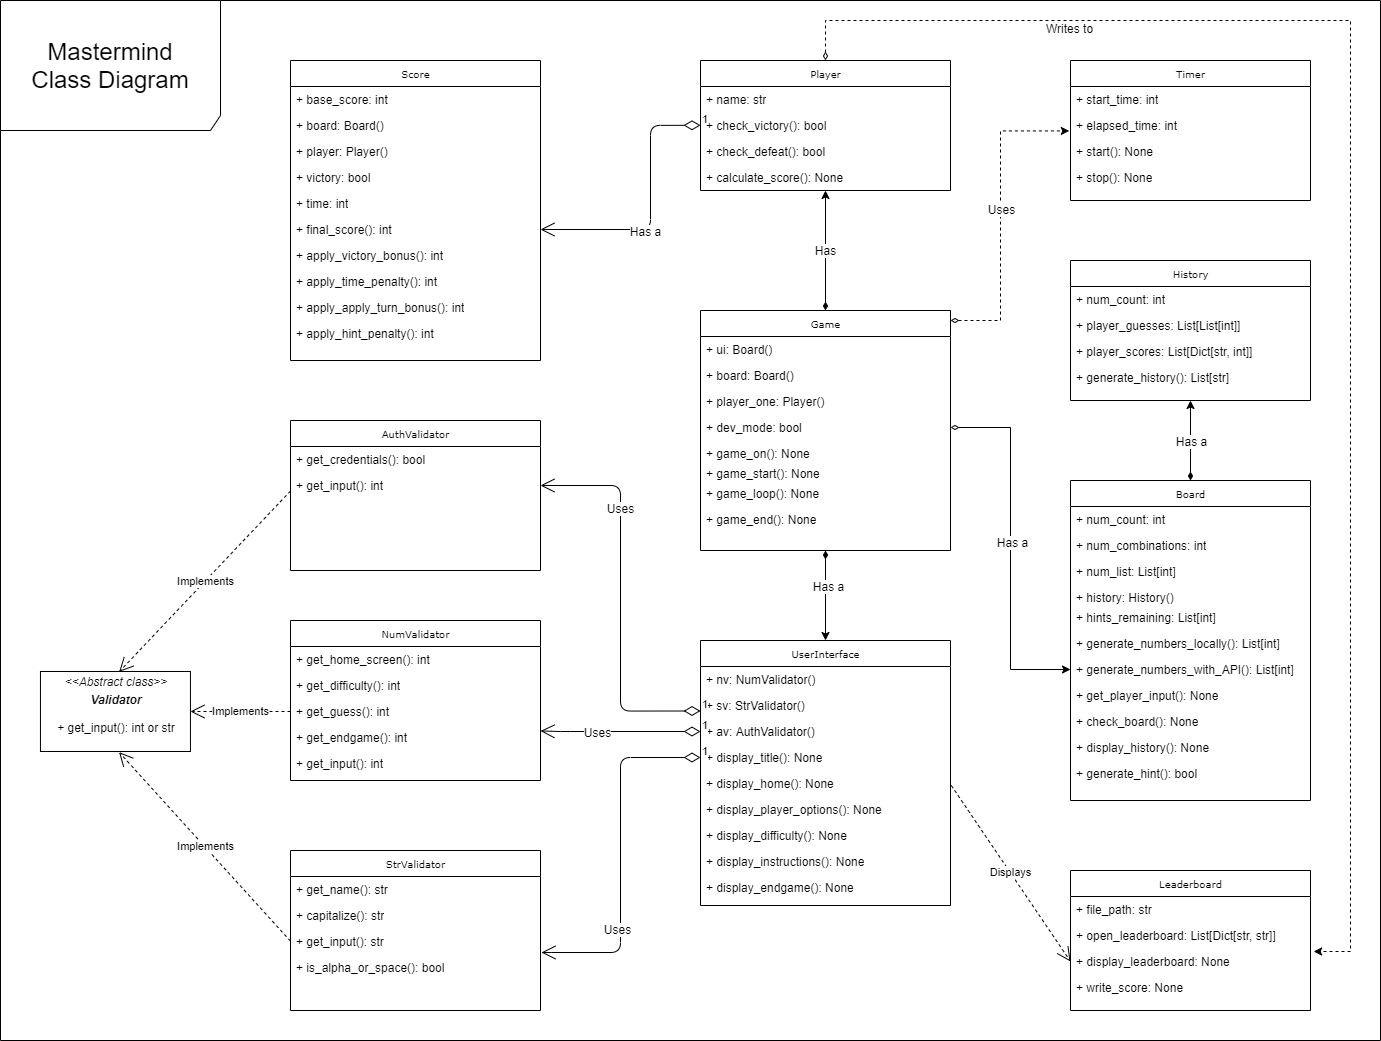 Mastermind
Class Diagram
Score
+ base_score: int
+ board: Board()
+ player: Player()
+ victory: bool
+ time: int
+ final_score(): int
+ apply_victory_bonus(): int
+ apply_time_penalty(): int
+ apply_apply_turn_bonus(): int
+ apply_hint_penalty(): int
Has a
1
Player
+ name: str
+ check_victory(): bool
+ check_defeat(): bool
+ calculate_score(): None
Writes to
Timer
+ start_time: int
+ elapsed_time: int
+ start(): None
+ stop(): None
Uses
Has
History
+ num_count: int
+ player_guesses: List[List[int]]
+ player_scores: List[Dict[str, int]]
+ generate_history(): List[str]
Game
+ ui: Board()
+ board: Board()
+ player_one: Player()
+ dev_mode: bool
+ game_on(): None
+ game_start(): None
+ game_loop(): None
+ game_end(): None
Has a
Has a
Has a
Board
+ num_count: int
+ num_combinations: int
+ num_list: List[int]
+ history: History()
+ hints_remaining: List[int]
+ generate_numbers_locally(): List[int]
+ generate_numbers_with_API(): List[int]
+ get_player_input(): None
+ check_board(): None
+ display_history(): None
+ generate_hint(): bool
AuthValidator
+ get_credentials(): bool
+ get_input(): int
Uses
Implements
NumValidator
+ get_home_screen(): int
+ get_difficulty(): int
+ get_guess(): int
+ get_endgame(): int
+ get_input(): int
<<Abstract class>>
Validator
+ get_input(): int or str
Implements
Uses
1
1
1
UserInterface
+ nv: NumValidator()
+ sv: StrValidator()
+ av: AuthValidator()
+ display_title(): None
+ display_home(): None
+ display_player_options(): None
+ display_difficulty(): None
+ display_instructions(): None
+ display_endgame(): None
Implements
StrValidator
+ get_name(): str
+ capitalize(): str
+ get_input(): str
+ is_alpha_or_space(): bool
Uses
Displays
Leaderboard
+ file_path: str
+ open_leaderboard: List[Dict[str, str]]
+ display_leaderboard: None
+ write_score: None